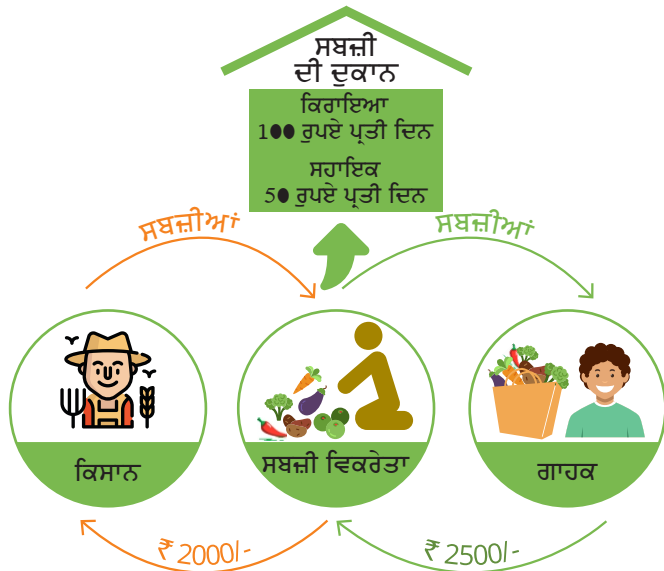 ਸਬਜ਼ੀ
ਦੀ ਦੁਕਾਨ
ਕਿਰਾਇਆ
100 ਰੁਪਏ ਪ੍ਰਤੀ ਦਿਨ
ਸਹਾਇਕ
50 ਰੁਪਏ ਪ੍ਰਤੀ ਦਿਨ
ਸਬਜ਼ੀਆਂ
ਸਬਜ਼ੀਆਂ
ਕਿਸਾਨ
ਸਬਜ਼ੀ ਵਿਕਰੇਤਾ
ਗਾਹਕ
₹ 2000/-
₹ 2500/-